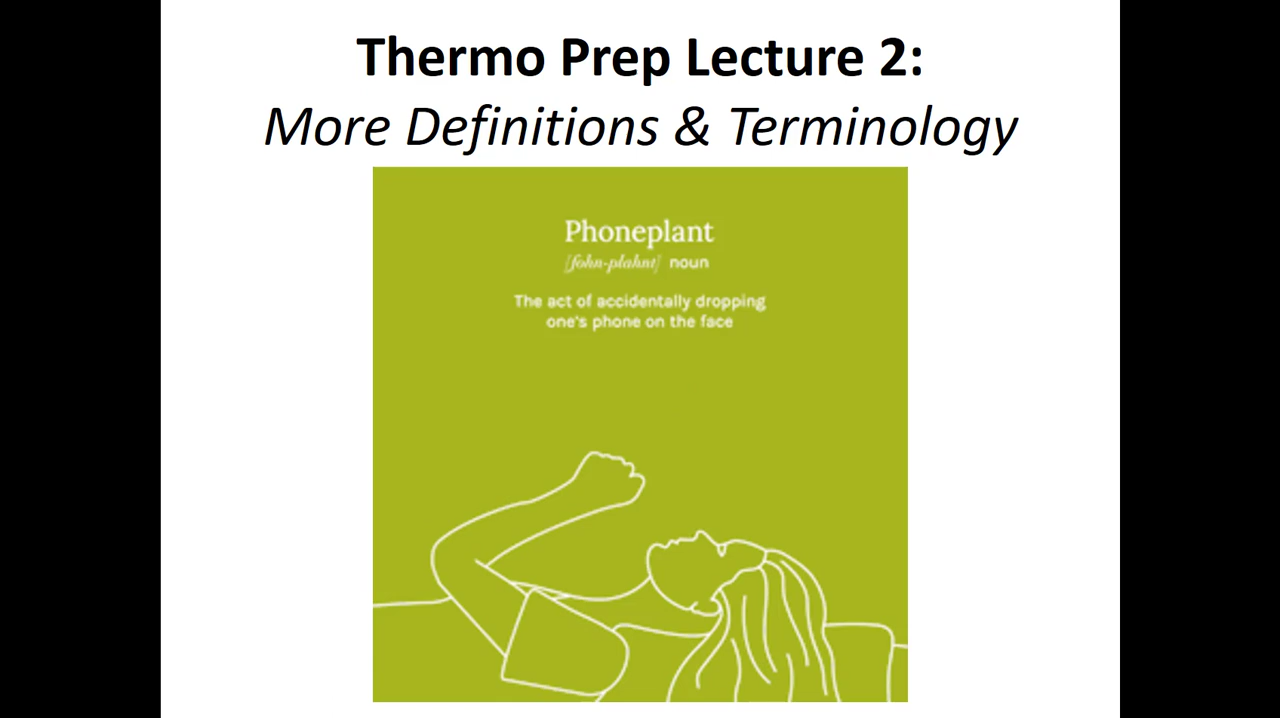 Thermo Prep Lecture 2:
More Definitions & Terminology
Phoneplant
[fohn-plahnt] noun
The act of accidentally dropping
one's phone on the face